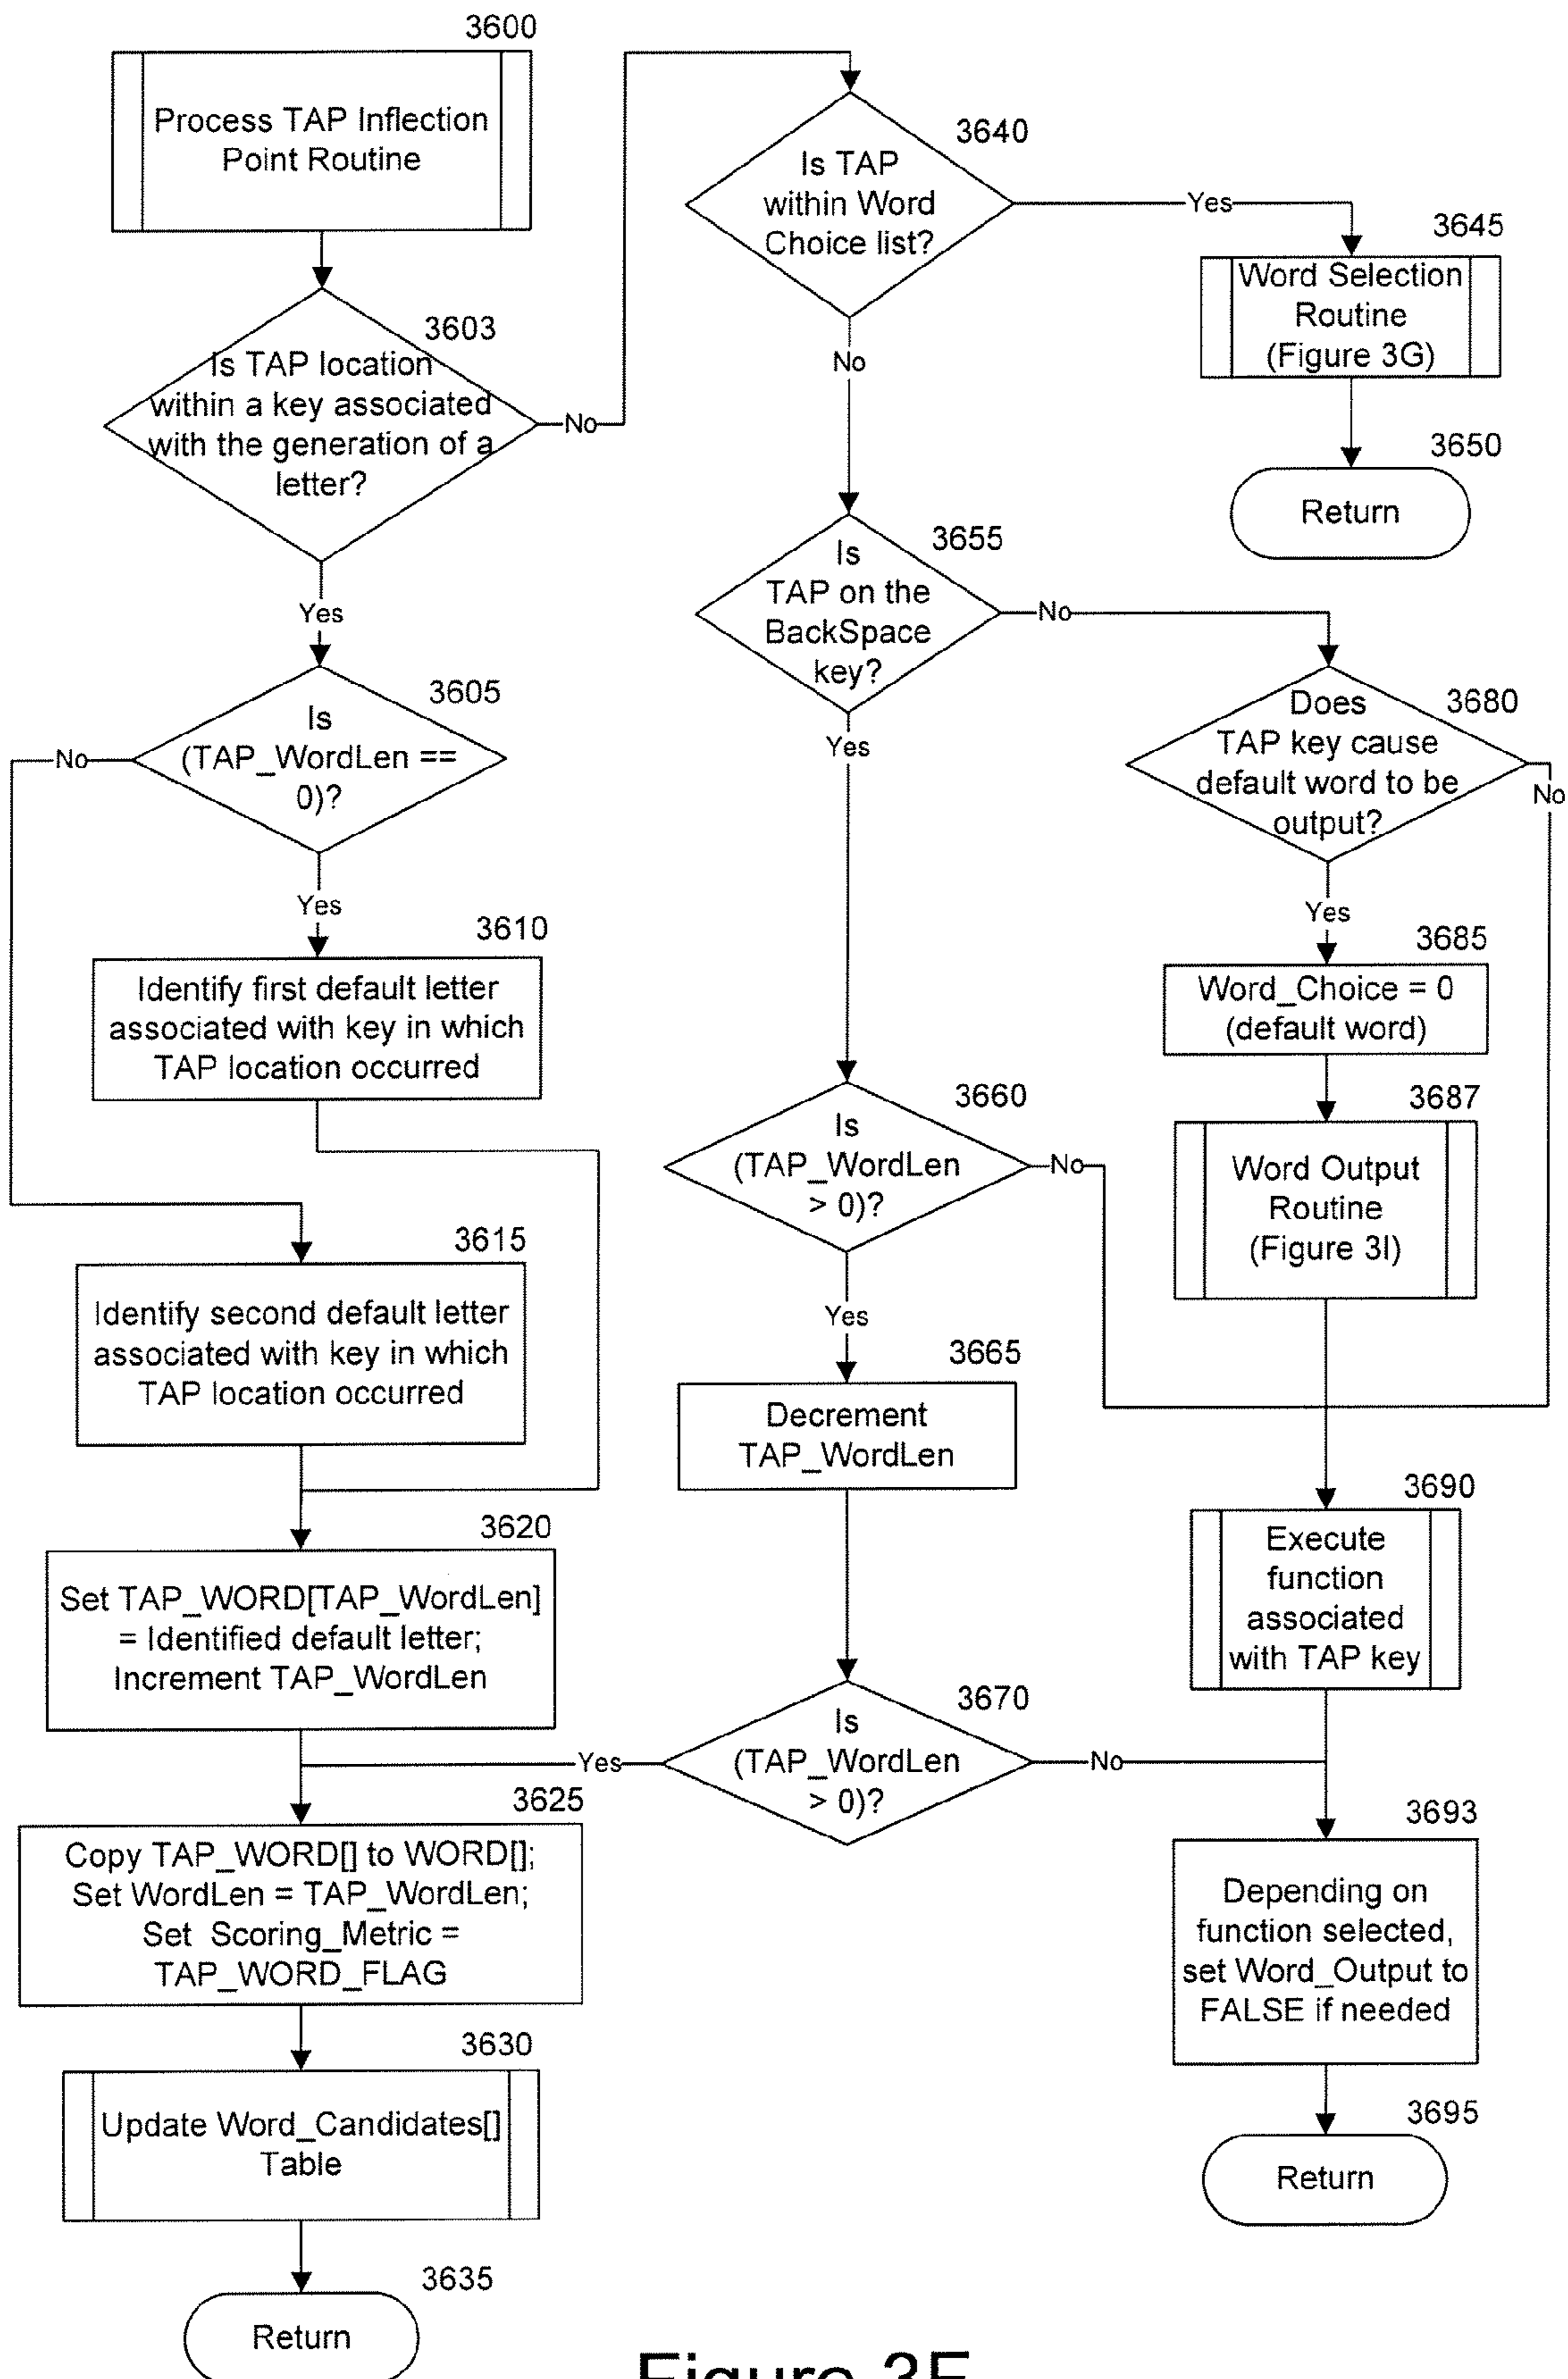 3600
Process TAP Inflection
Point Routine
3603
Is TAP location
within a key associated
with the generation of a
letter?
No
Yes
3605
Is
(TAP_WordLen ==
0)?
No
Yes
3610
Identify first default letter
associated with key in which
TAP location occurred
3615
Identify second default letter
associated with key in which
TAP location occurred
3620
Set TAP_WORD[TAP_WordLen]
= Identified default letter;
Increment TAP_WordLen
3625
Copy TAP_WORD[] to WORD[];
Set WordLen = TAP_WordLen;
Set Scoring_Metric =
TAP_WORD_FLAG
3630
Update Word_Candidates[]
Table
3635
Return
3640
Is TAP
within Word
Choice list?
Yes
No
3645
Word Selection
Routine
(Figure 3G)
3650
Return
3655
Is
TAP on the
BackSpace
key?
No
Yes
3660
Is
(TAP_WordLen
> 0)?
No
Yes
3665
Decrement
TAP_WordLen
3670
Is
(TAP_WordLen
> 0)?
Yes
No
3680
Does
TAP key cause
default word to be
output?
No
Yes
3685
Word_Choice = 0
(default word)
3687
Word Output
Routine
(Figure 3I)
3690
Execute
function
associated
with TAP key
3693
Depending on
function selected,
set Word_Output to
FALSE if needed
3695
Return